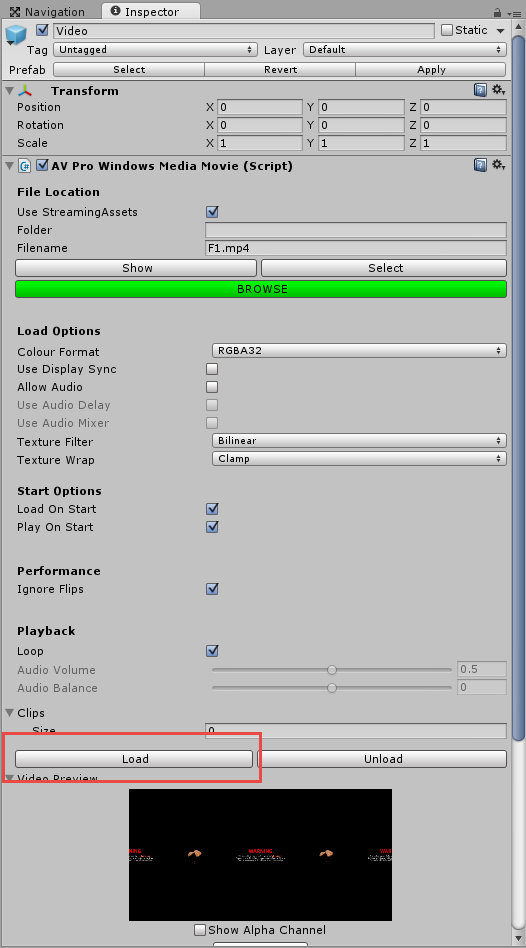 Navigation Inspector
Video Static
Tag Untagged Layer Default
Prefab Select Revert Apply
Transform
Position X 0 Y 0 Z 0
Rotation X 0 Y 0 Z 0
Scale X 1 Y 1 Z 1
AV Pro Windows Media Movie (Script)
File Location
Use StreamingAssets
Folder
Filename F1.mp4
Show Select
BROWSE
Load Options
Colour Format RGBA32
Use Display Sync
Allow Audio
Use Audio Delay
Use Audio Mixer
Texture Filter Bilinear
Texture Wrap Clamp
Start Options
Load On Start
Play On Start
Performance
Ignore Flips
Playback
Loop
Audio Volume 0.5
Audio Balance 0
Clips
Size 0
Load Unload
Video Preview
WARNING
Show Alpha Channel